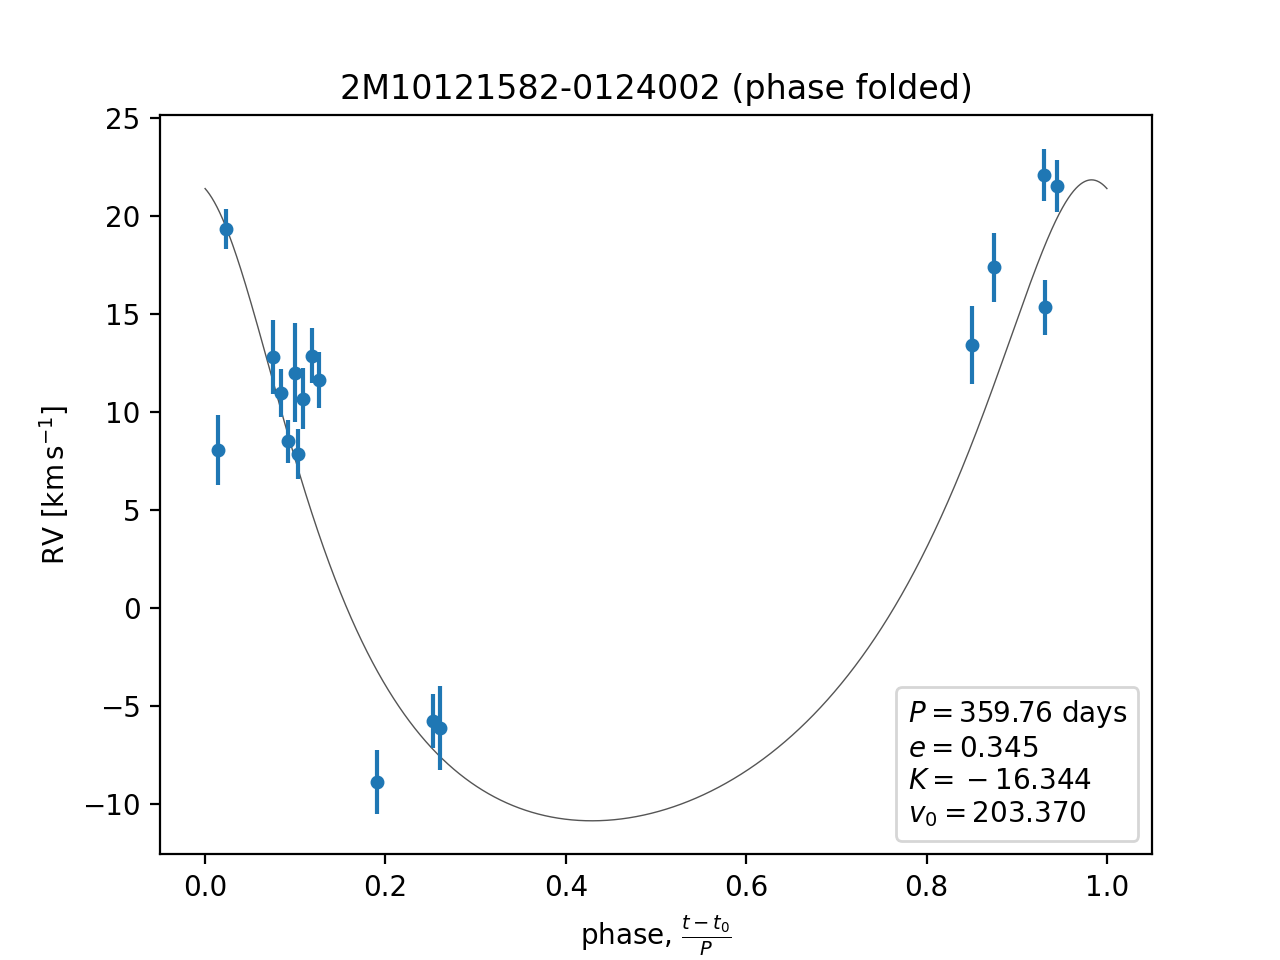 2M10121582-0124002 (phase folded)
25
20
15
10
5
0
−5
−10
RV [km s⁻¹]
P = 359.76 days
e = 0.345
K = −16.344
v₀ = 203.370
0.0 0.2 0.4 0.6 0.8 1.0
phase, (t − t₀)/P